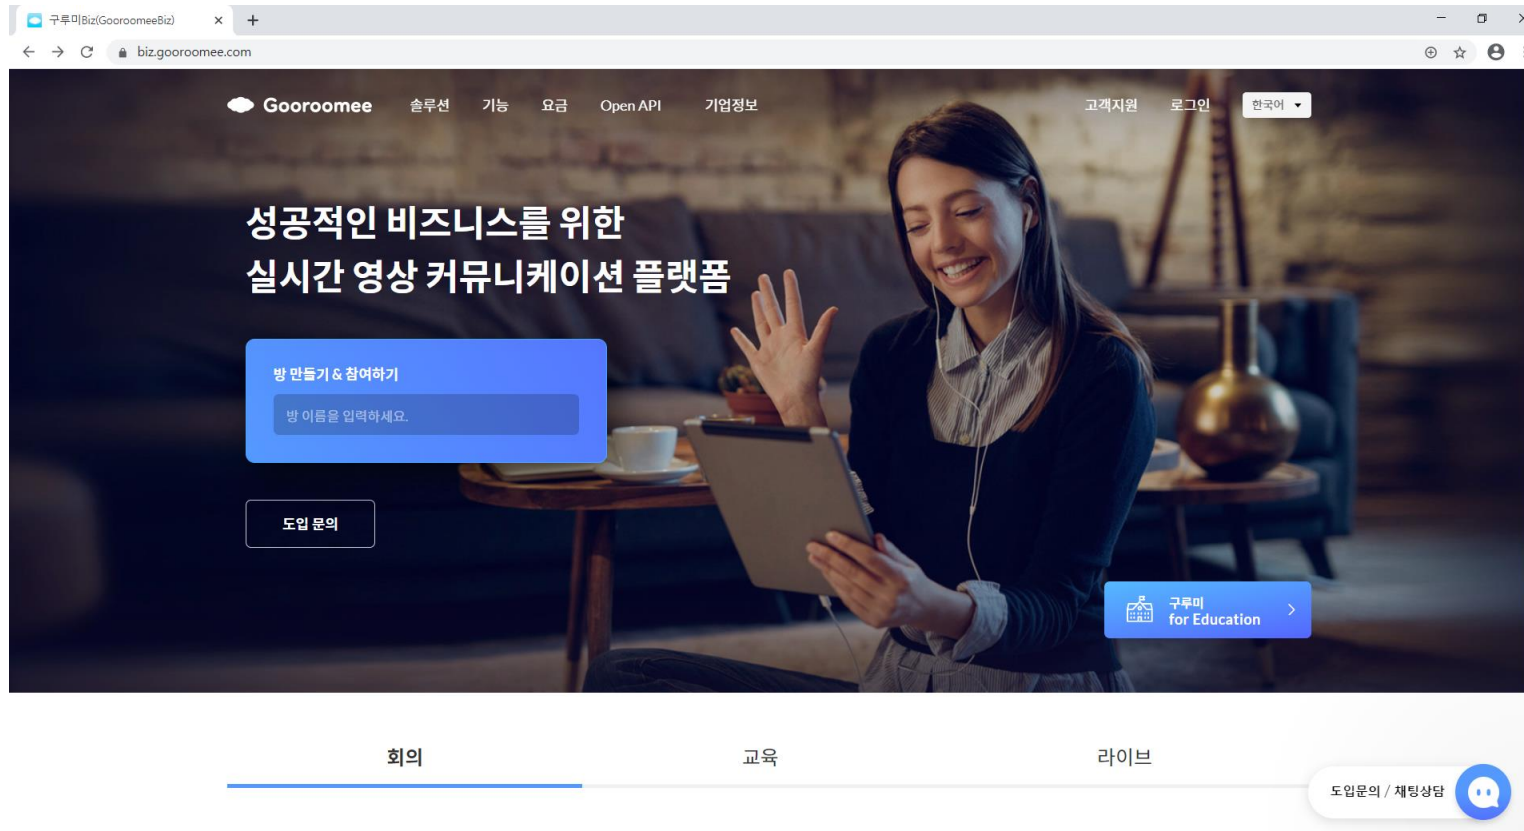 구루미Biz(GooroomeeBiz)
biz.gooroomee.com
Gooroomee 솔루션 기능 요금 Open API 기업정보 고객지원 로그인 한국어
성공적인 비즈니스를 위한
실시간 영상 커뮤니케이션 플랫폼
방 만들기 & 참여하기
방 이름을 입력하세요.
도입 문의
구루미
for Education
회의 교육 라이브
도입문의 / 채팅상담